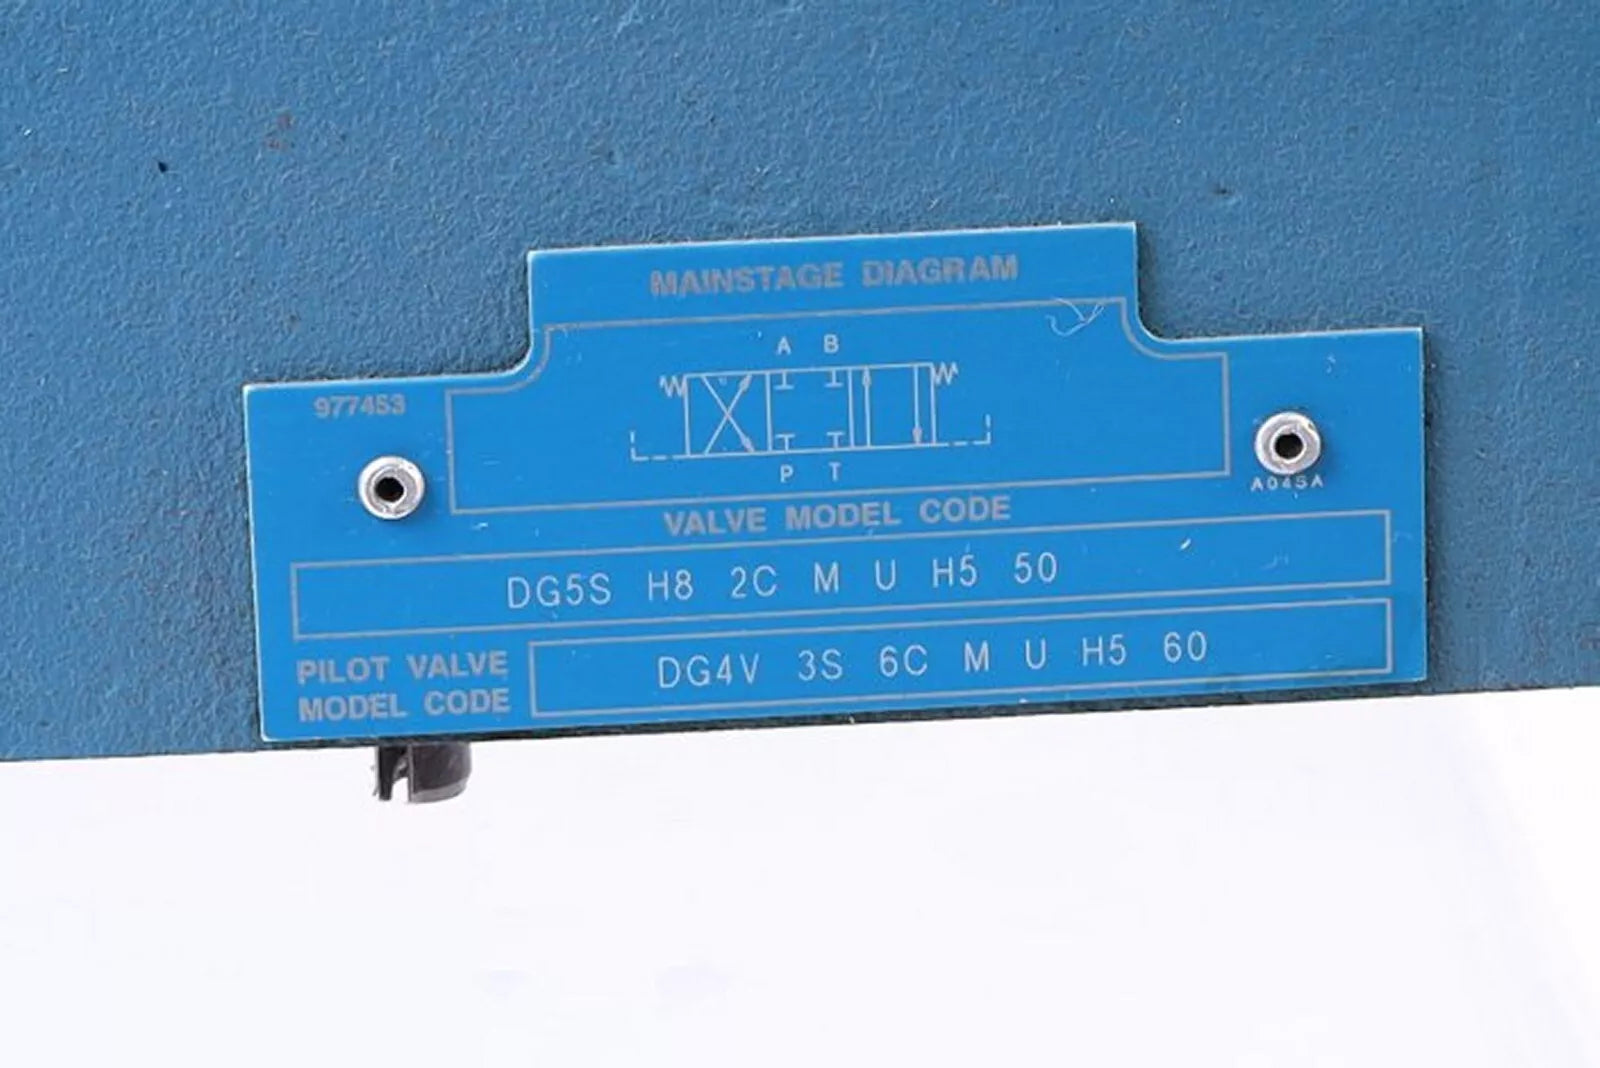 MAINSTAGE DIAGRAM
A B
977453
P T
A045A
VALVE MODEL CODE
DG5S H8 2C M U H5 50
PILOT VALVE
MODEL CODE
DG4V 3S 6C M U H5 60